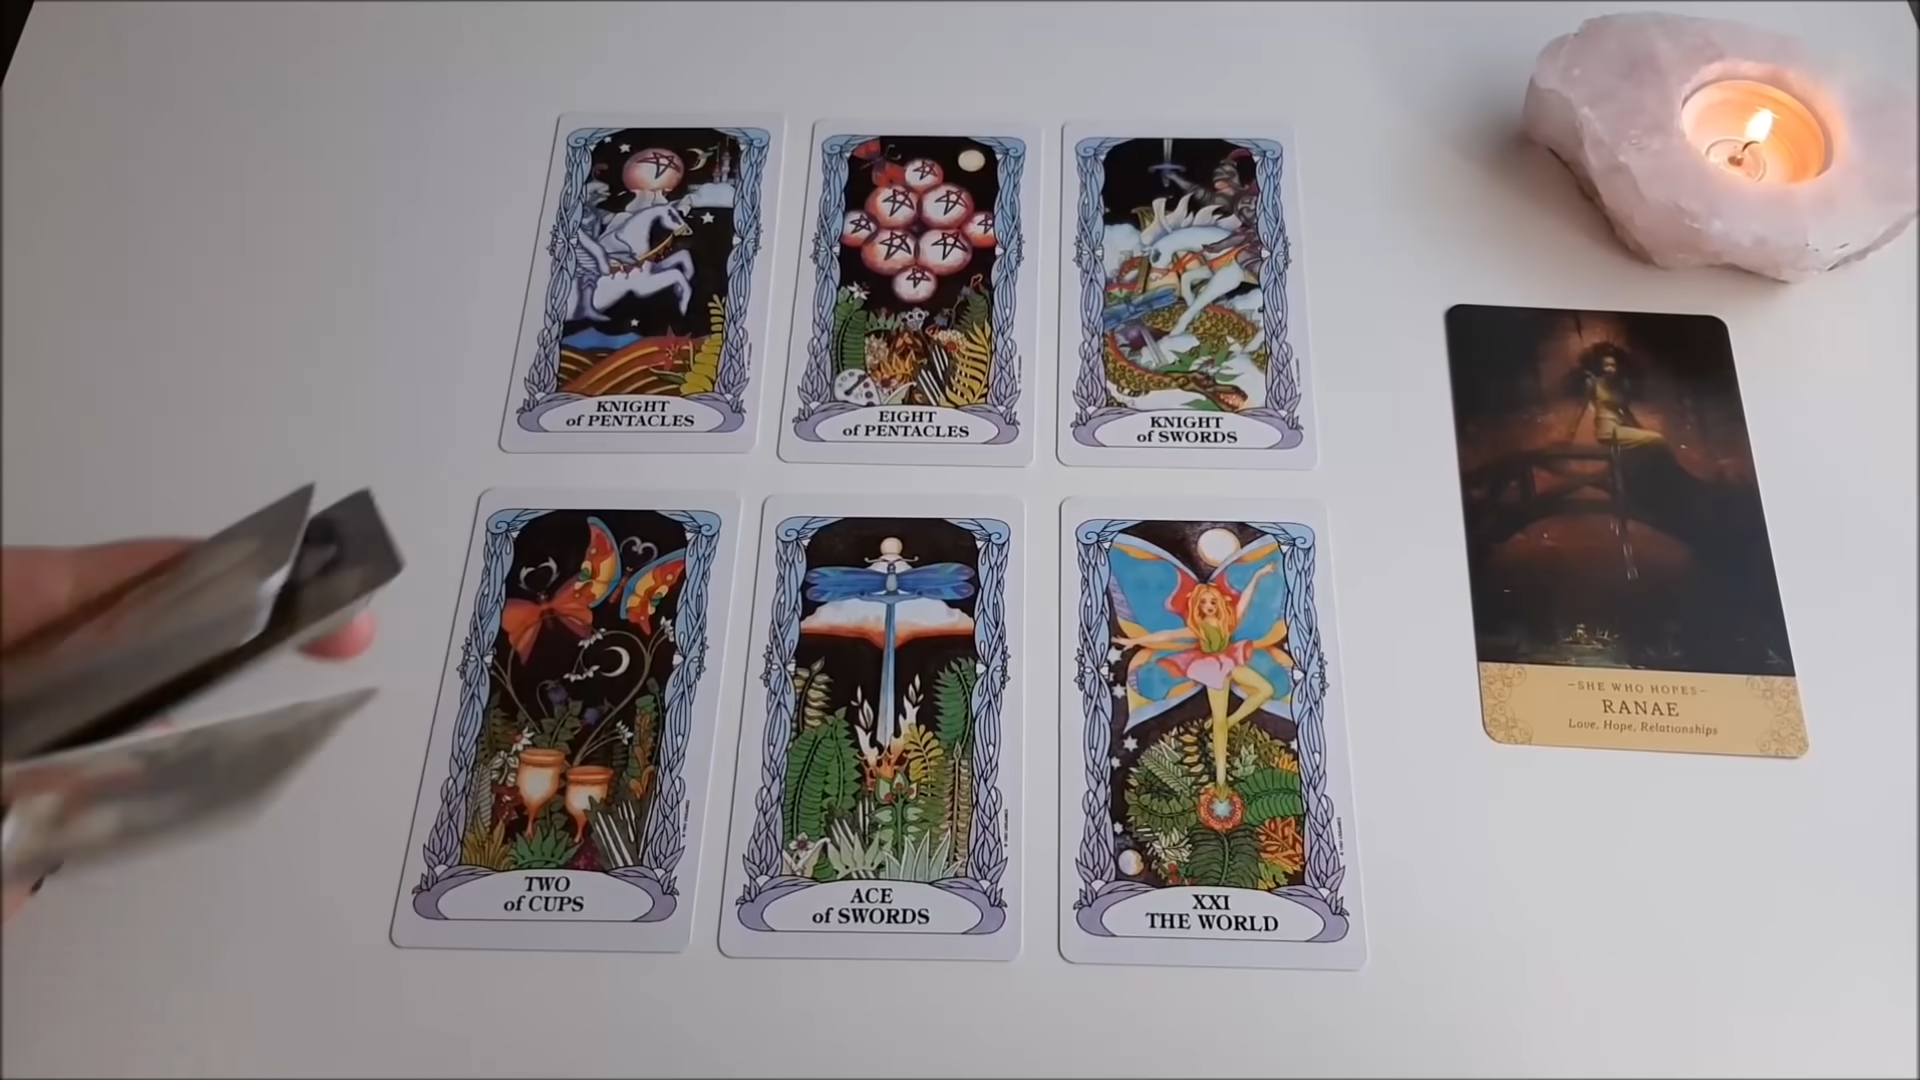 KNIGHT
of PENTACLES
EIGHT
of PENTACLES
KNIGHT
of SWORDS
TWO
of CUPS
ACE
of SWORDS
XXI
THE WORLD
~SHE WHO HOPES~
RANAE
Love, Hope, Relationships